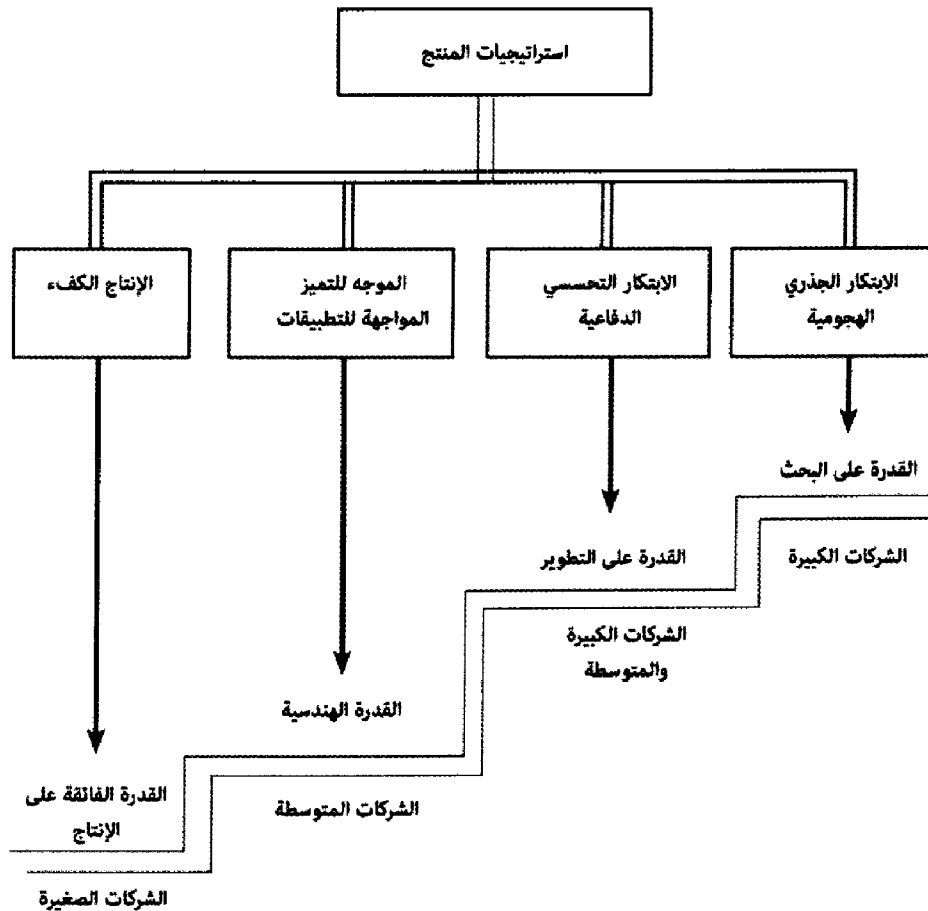 استراتيجيات المنتج
الابتكار الجذري
الهجومية
الابتكار التحسسي
الدفاعية
الموجه للتميز
المواجهة للتطبيقات
الإنتاج الكفء
القدرة على البحث
الشركات الكبيرة
القدرة على التطوير
الشركات الكبيرة
والمتوسطة
القدرة الهندسية
الشركات المتوسطة
القدرة الفائقة على
الإنتاج
الشركات الصغيرة